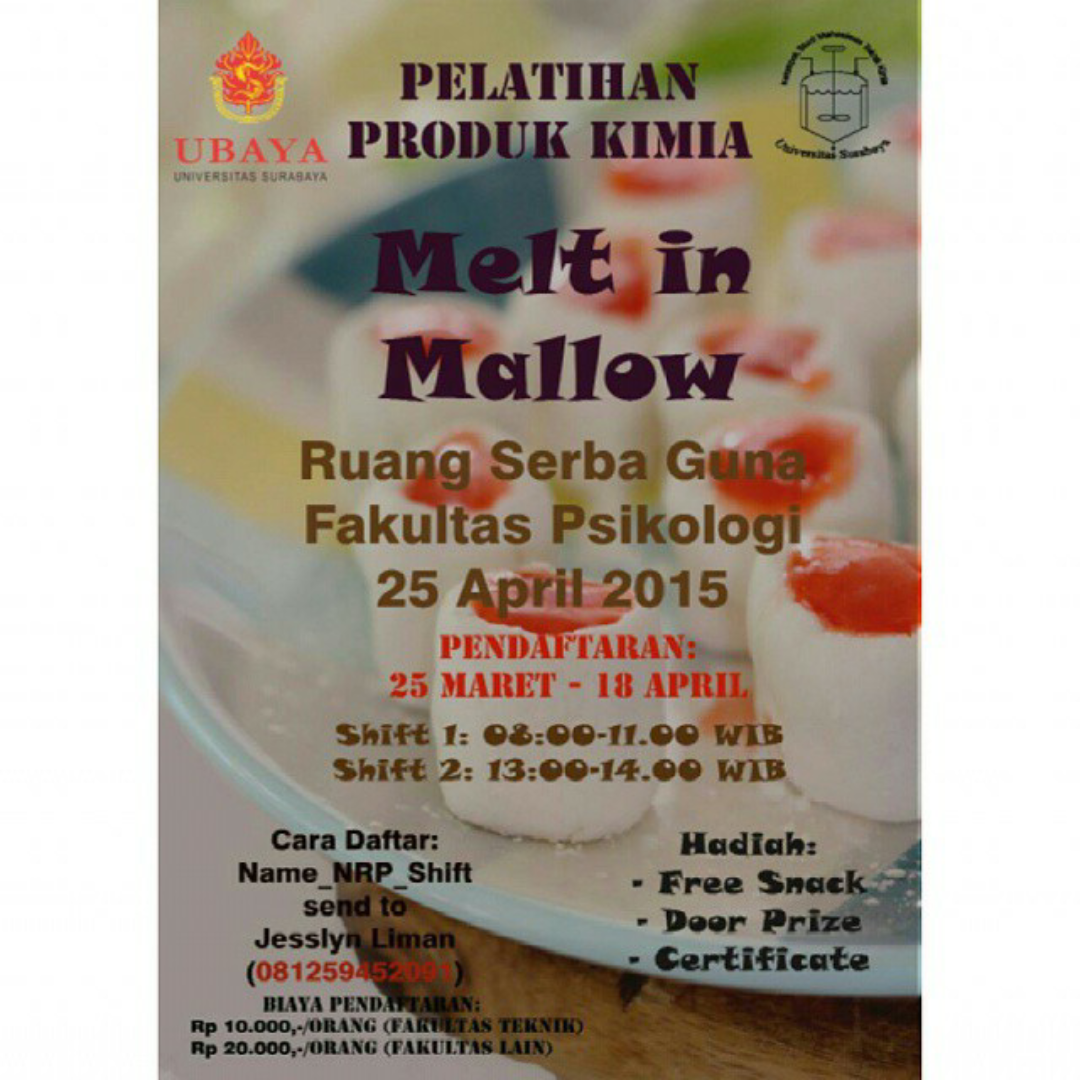 UBAYA
UNIVERSITAS SURABAYA
PELATIHAN
PRODUK KIMIA
Universitas Surabaya
Melt in
Mallow
Ruang Serba Guna
Fakultas Psikologi
25 April 2015
PENDAFTARAN:
25 MARET - 18 APRIL
Shift 1: 08:00-11.00 WIB
Shift 2: 13:00-14.00 WIB
Cara Daftar:
Name_NRP_Shift
send to
Jesslyn Liman
(081259452091)
BIAYA PENDAFTARAN:
Rp 10.000,-/ORANG (FAKULTAS TEKNIK)
Rp 20.000,-/ORANG (FAKULTAS LAIN)
Hadiah:
- Free Snack
- Door Prize
- Certificate